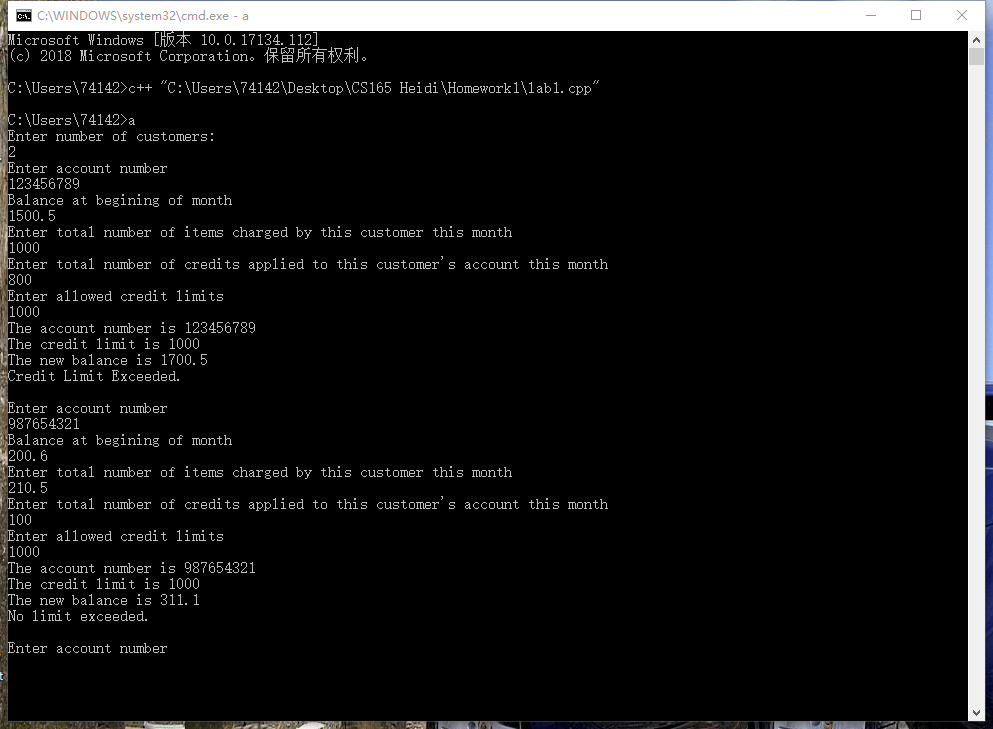 C:\WINDOWS\system32\cmd.exe - a
Microsoft Windows [版本 10.0.17134.112]
(c) 2018 Microsoft Corporation。保留所有权利。
C:\Users\74142>c++ "C:\Users\74142\Desktop\CS165 Heidi\Homework1\lab1.cpp"
C:\Users\74142>a
Enter number of customers:
2
Enter account number
123456789
Balance at begining of month
1500.5
Enter total number of items charged by this customer this month
1000
Enter total number of credits applied to this customer's account this month
800
Enter allowed credit limits
1000
The account number is 123456789
The credit limit is 1000
The new balance is 1700.5
Credit Limit Exceeded.
Enter account number
987654321
Balance at begining of month
200.6
Enter total number of items charged by this customer this month
210.5
Enter total number of credits applied to this customer's account this month
100
Enter allowed credit limits
1000
The account number is 987654321
The credit limit is 1000
The new balance is 311.1
No limit exceeded.
Enter account number